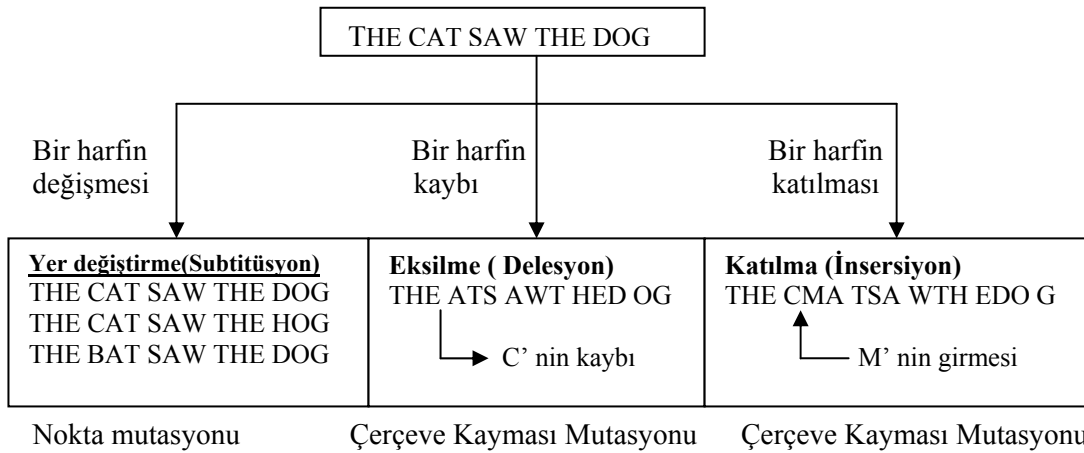 THE CAT SAW THE DOG
Bir harfin
değişmesi
Bir harfin
kaybı
Bir harfin
katılması
Yer değiştirme(Subtitüsyon)
THE CAT SAW THE DOG
THE CAT SAW THE HOG
THE BAT SAW THE DOG
Eksilme ( Delesyon)
THE ATS AWT HED OG
C’ nin kaybı
Katılma (İnsersiyon)
THE CMA TSA WTH EDO G
M’ nin girmesi
Nokta mutasyonu
Çerçeve Kayması Mutasyonu
Çerçeve Kayması Mutasyonu